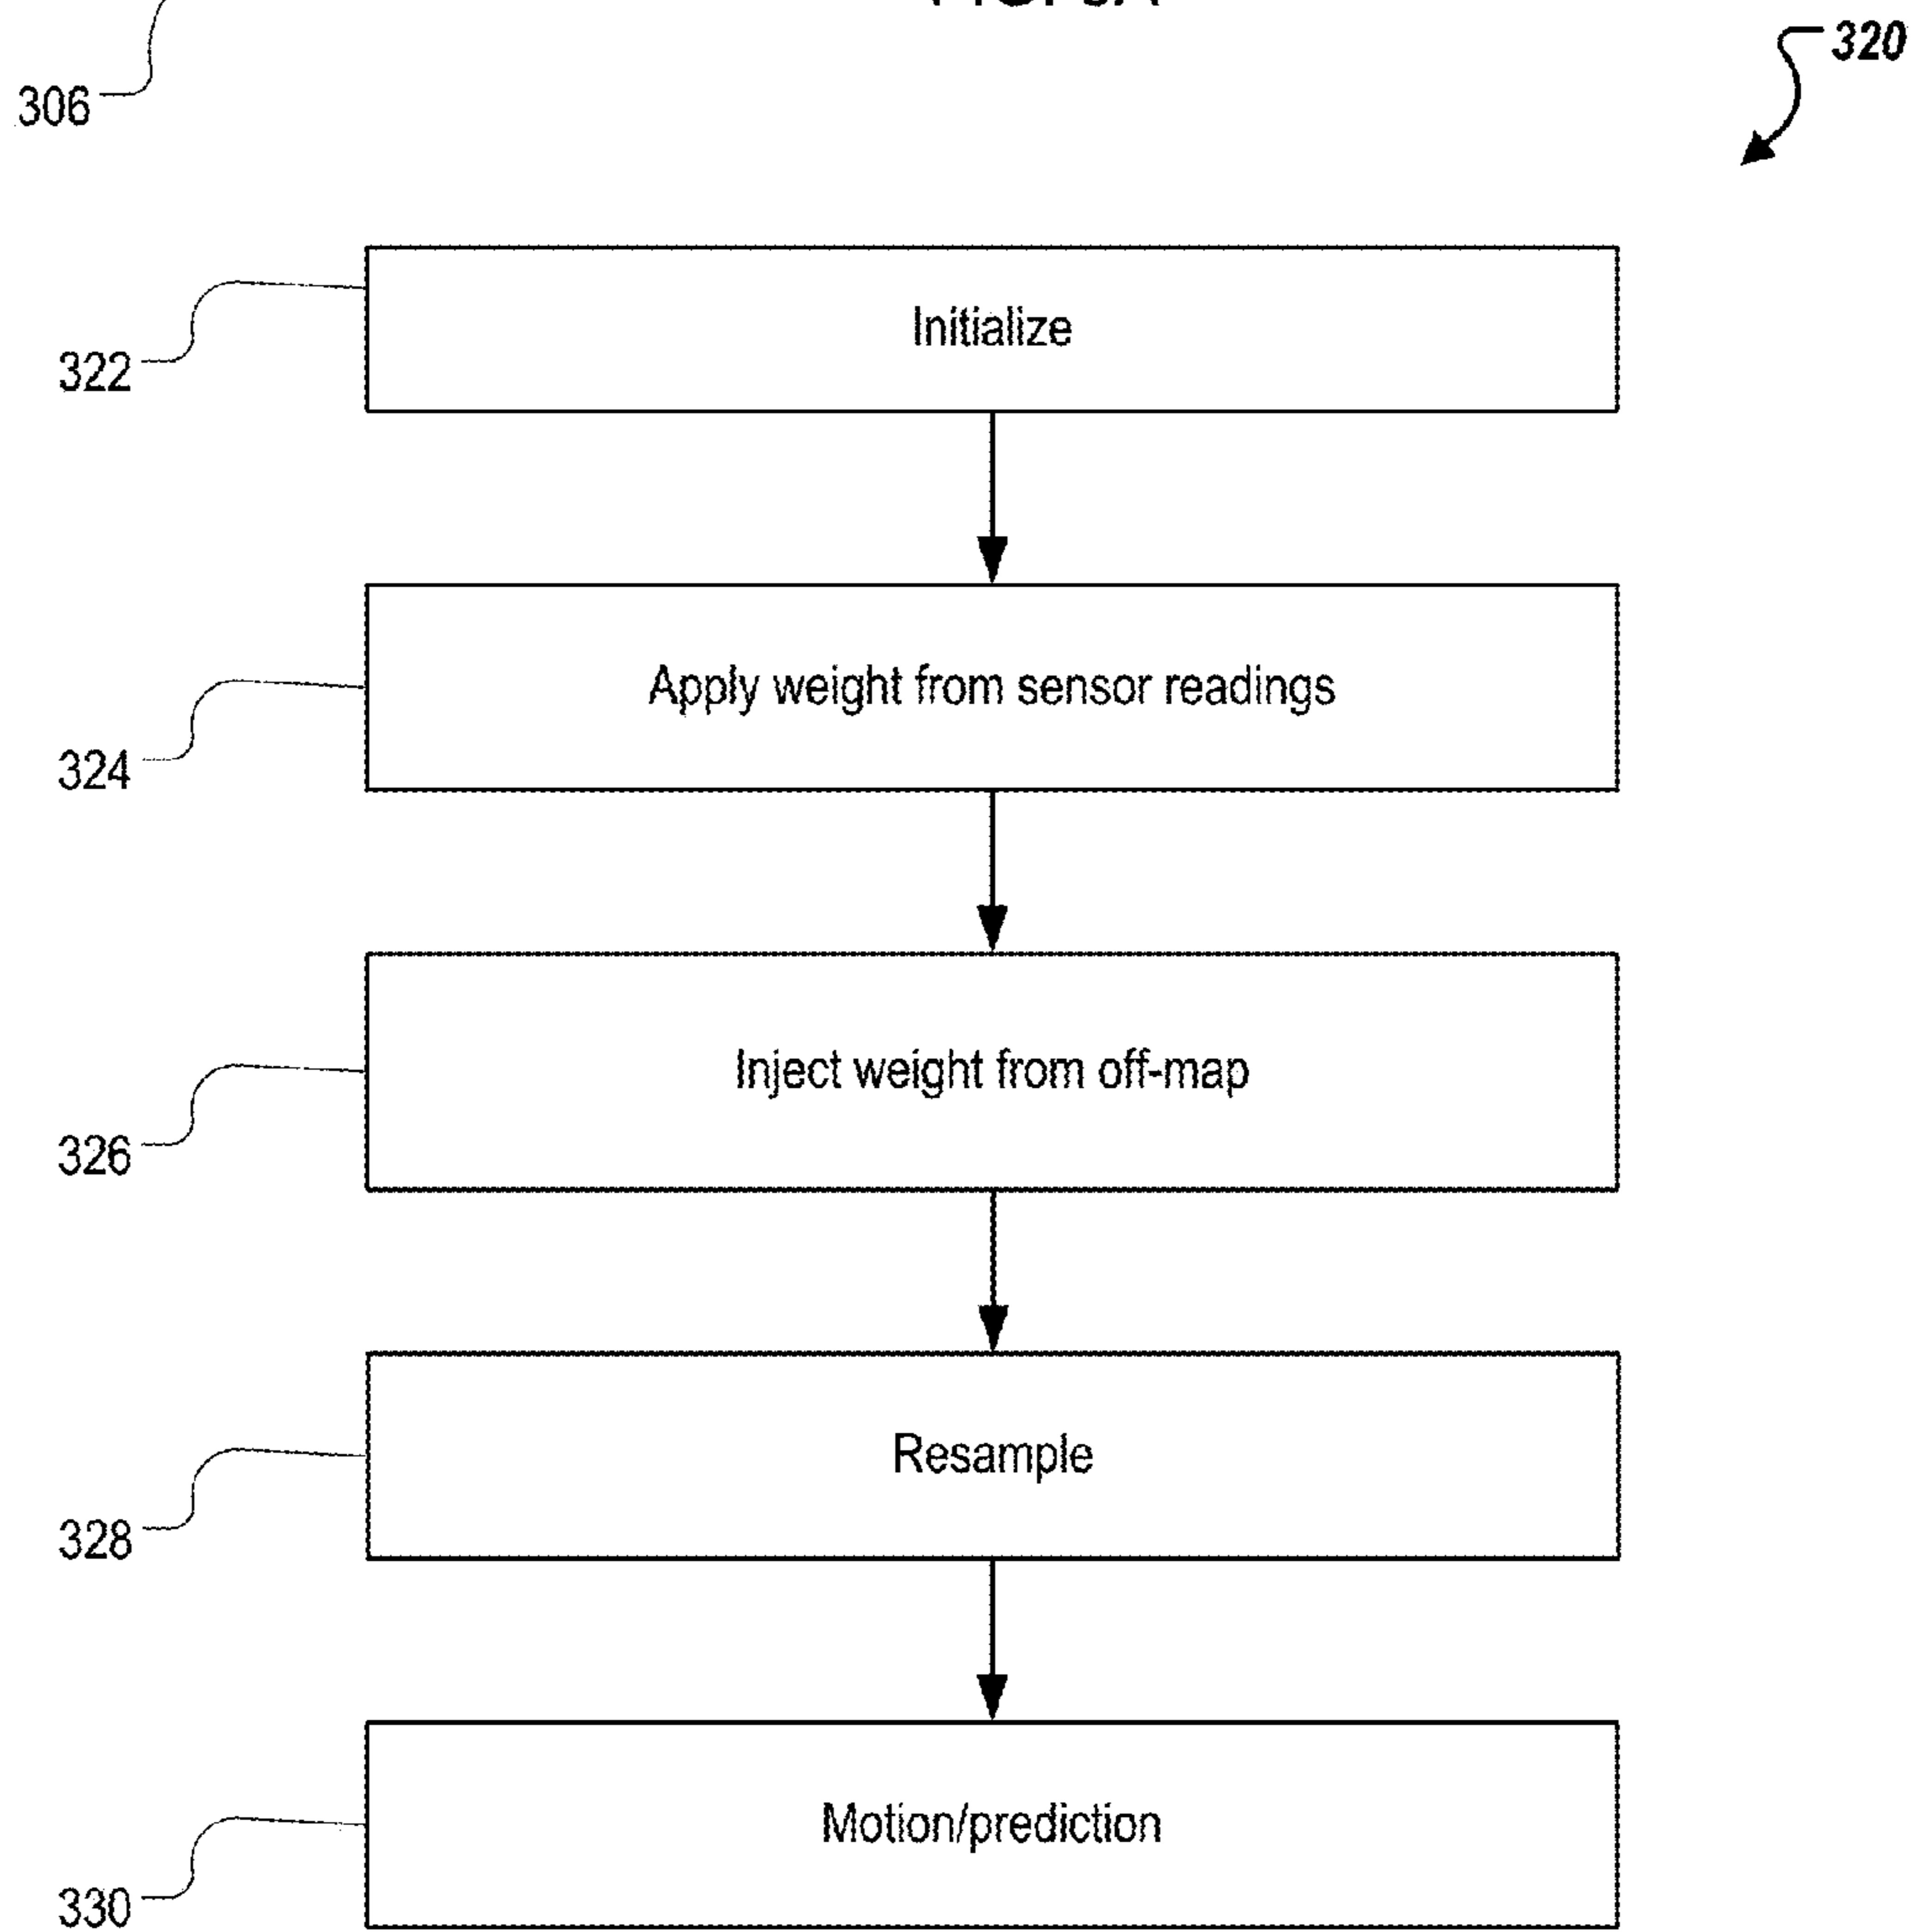 320
306
Initialize
322
Apply weight from sensor readings
324
Inject weight from off-map
326
Resample
328
Motion/prediction
330